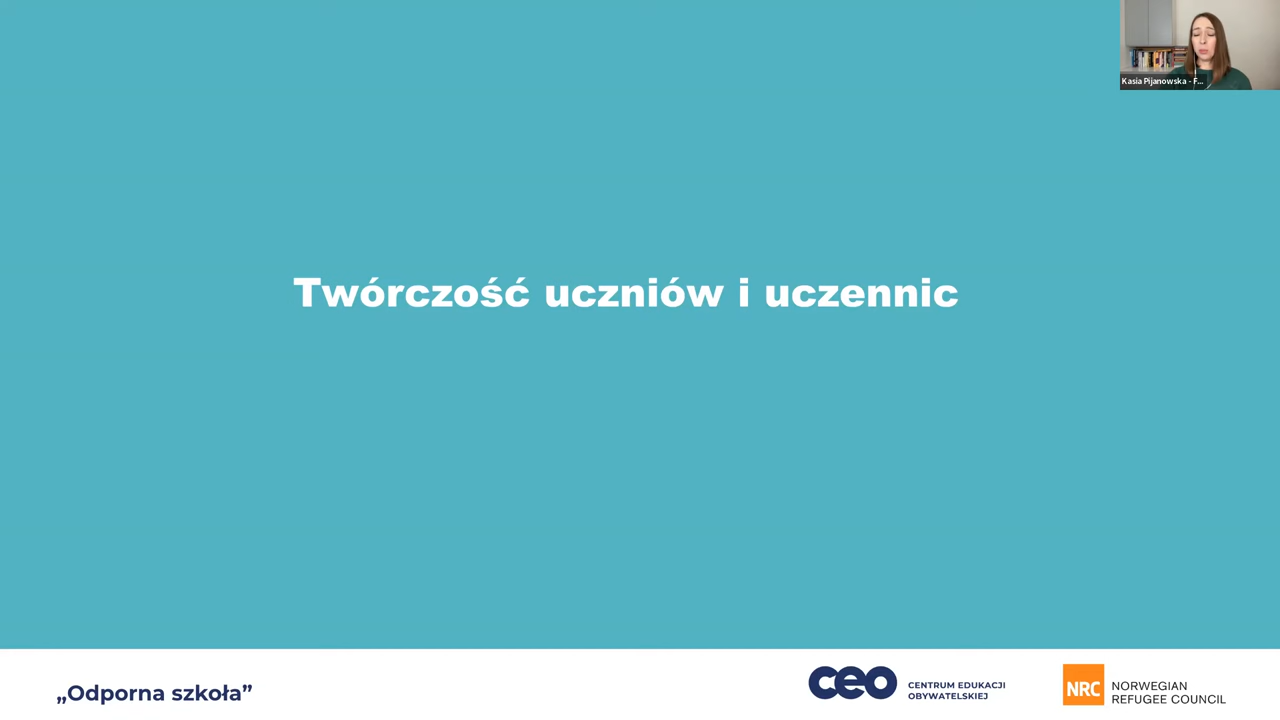 Kasia Pijanowska - F...
Twórczość uczniów i uczennic
„Odporna szkoła”
ceo
CENTRUM EDUKACJI
OBYWATELSKIEJ
NRC
NORWEGIAN
REFUGEE COUNCIL